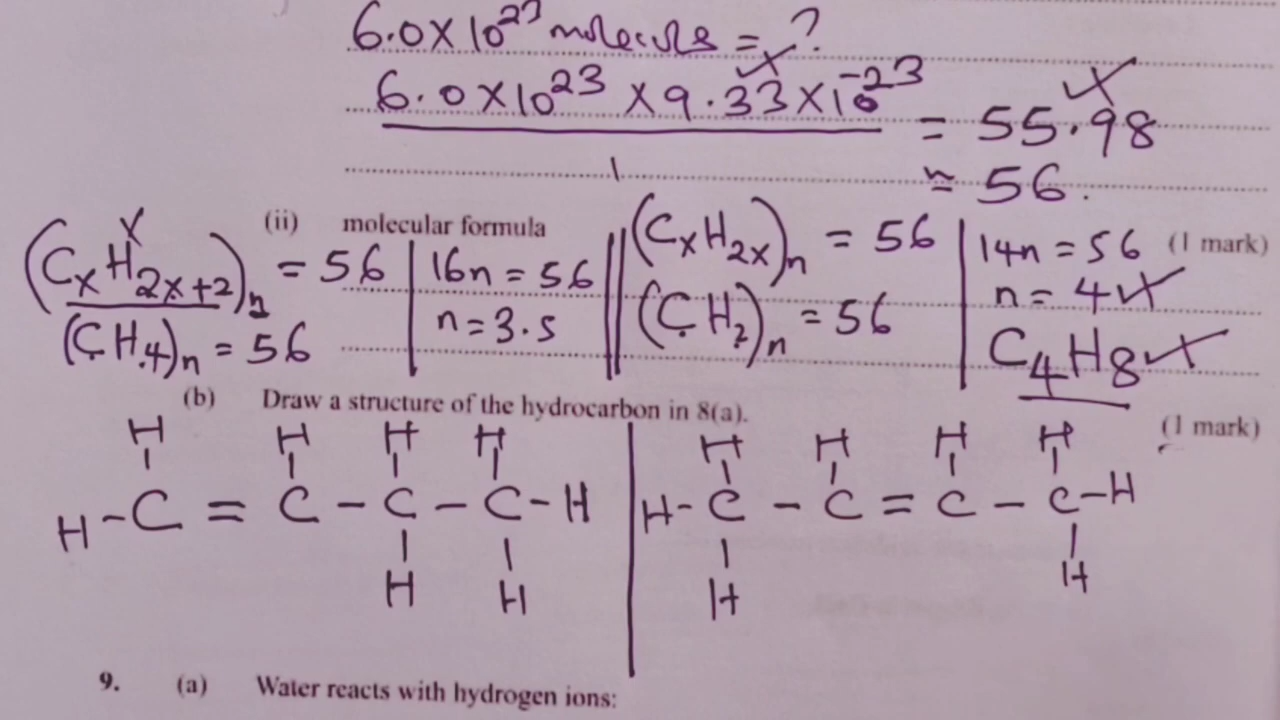 6.0 × 10²³ molecules = ?
6.0 × 10²³ × 9.33 × 10⁻²³ = 55.98
1 ≈ 56.
(ii) molecular formula (1 mark)
(CₓH₂ₓ₊₂)ₙ = 56 | 16n = 56 || (CₓH₂ₓ)ₙ = 56 | 14n = 56
(CH₄)ₙ = 56 | n = 3.5 || (CH₂)ₙ = 56 | n = 4
C₄H₈
(b) Draw a structure of the hydrocarbon in 8(a). (1 mark)
H H H H | H H H H
H - C = C - C - C - H | H - C - C = C - C - H
H H | H H
9. (a) Water reacts with hydrogen ions: